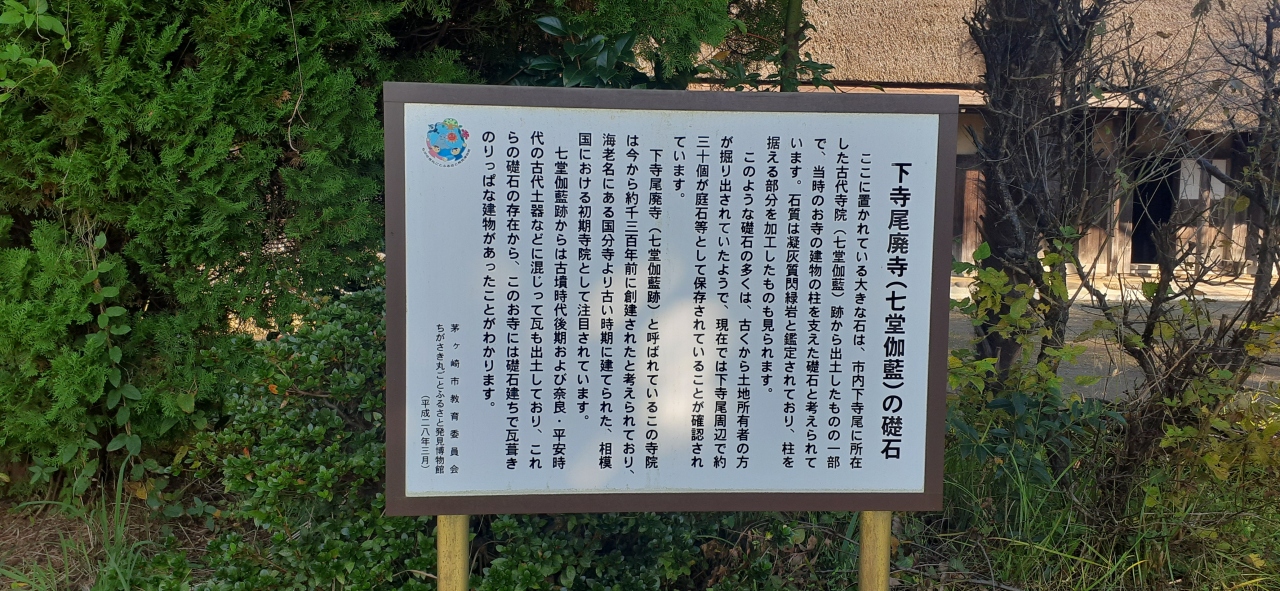 下寺尾廃寺(七堂伽藍)の礎石
ここに置かれている大きな石は、市内下寺尾に所在
した古代寺院(七堂伽藍)跡から出土したものの一部
で、当時のお寺の建物の柱を支えた礎石と考えられて
います。石質は凝灰質閃緑岩と鑑定されており、柱を
据える部分を加工したものも見られます。
このような礎石の多くは、古くから土地所有者の方
が掘り出されていたようで、現在では下寺尾周辺で約
三十個が庭石等として保存されていることが確認され
ています。
下寺尾廃寺(七堂伽藍跡)と呼ばれているこの寺院
は今から約千三百年前に創建されたと考えられており、
海老名にある国分寺より古い時期に建てられた、相模
国における初期寺院として注目されています。
七堂伽藍跡からは古墳時代後期および奈良・平安時
代の古代土器などに混じって瓦も出土しており、これ
らの礎石の存在から、このお寺には礎石建ちで瓦葺き
のりっぱな建物があったことがわかります。
茅ヶ崎市教育委員会
ちがさき丸ごとふるさと発見博物館
(平成二八年三月)